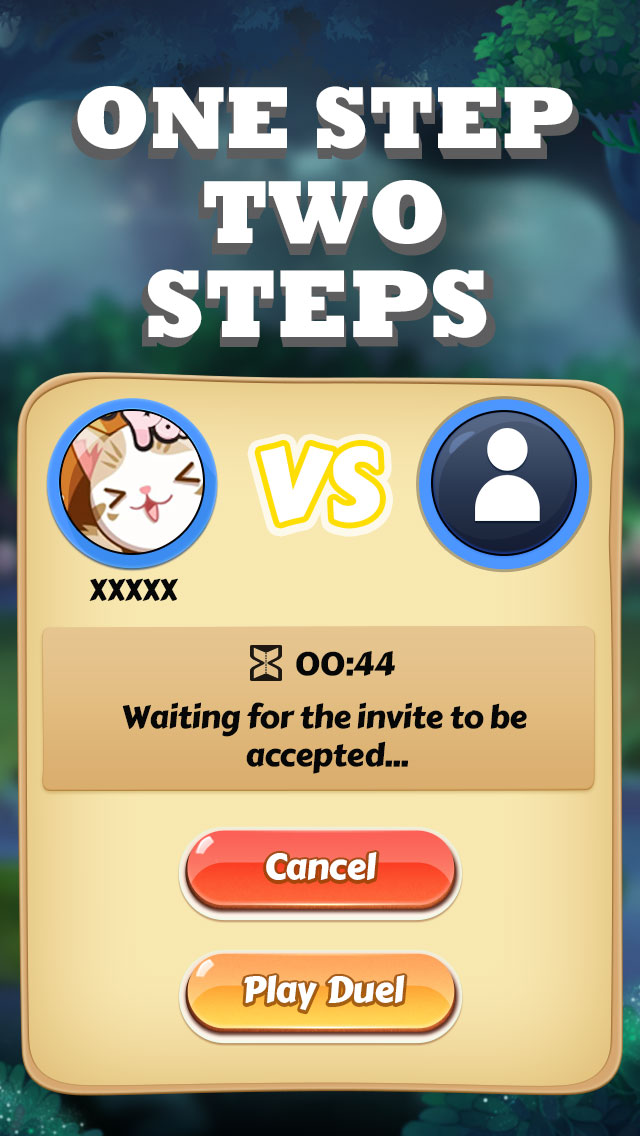 ONE STEP
TWO
STEPS
VS
XXXXX
00:44
Waiting for the invite to be
accepted...
Cancel
Play Duel